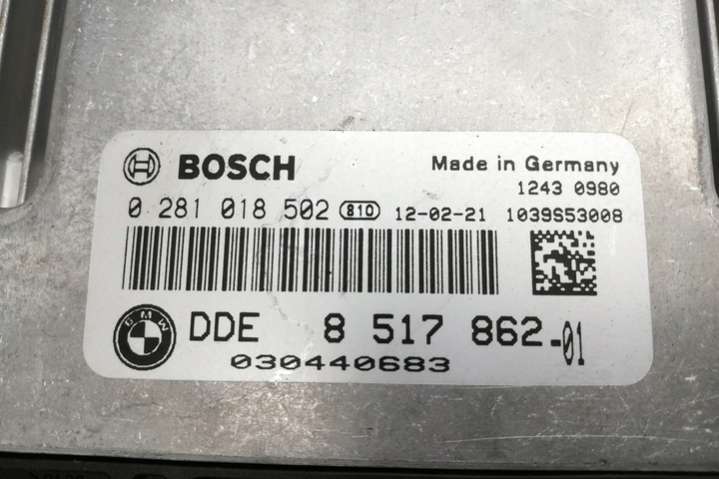 BOSCH Made in Germany
1243 0980
0 281 018 502 810 12-02-21 1039S53008
BMW DDE 8 517 862-01
030440683